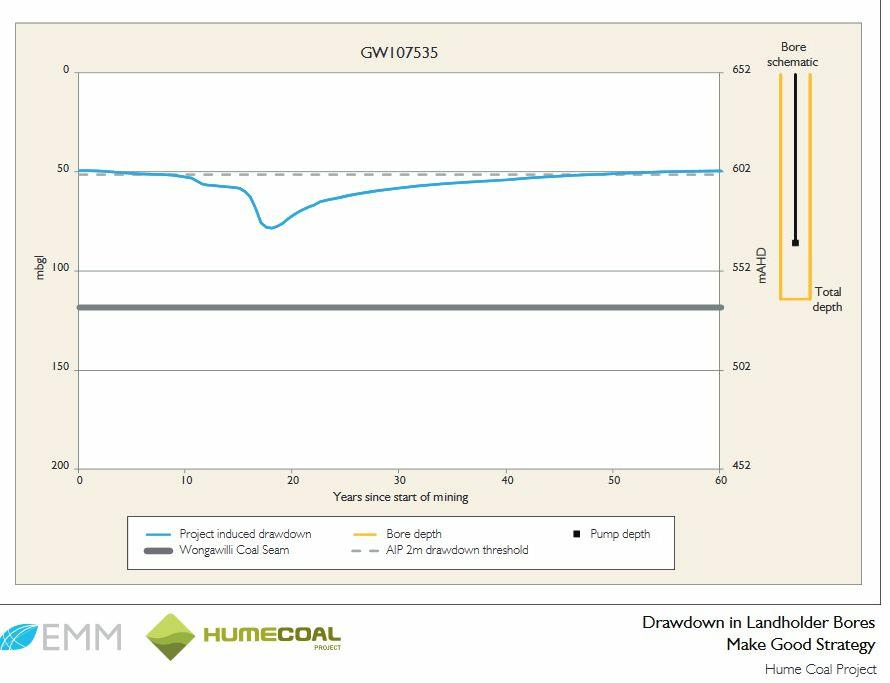 GW107535
Bore
schematic
0
50
100
150
200
mbgl
652
602
552
502
452
mAHD
Total
depth
0 10 20 30 40 50 60
Years since start of mining
Project induced drawdown Bore depth Pump depth
Wongawilli Coal Seam AIP 2m drawdown threshold
EMM
HUMECOAL
PROJECT
Drawdown in Landholder Bores
Make Good Strategy
Hume Coal Project